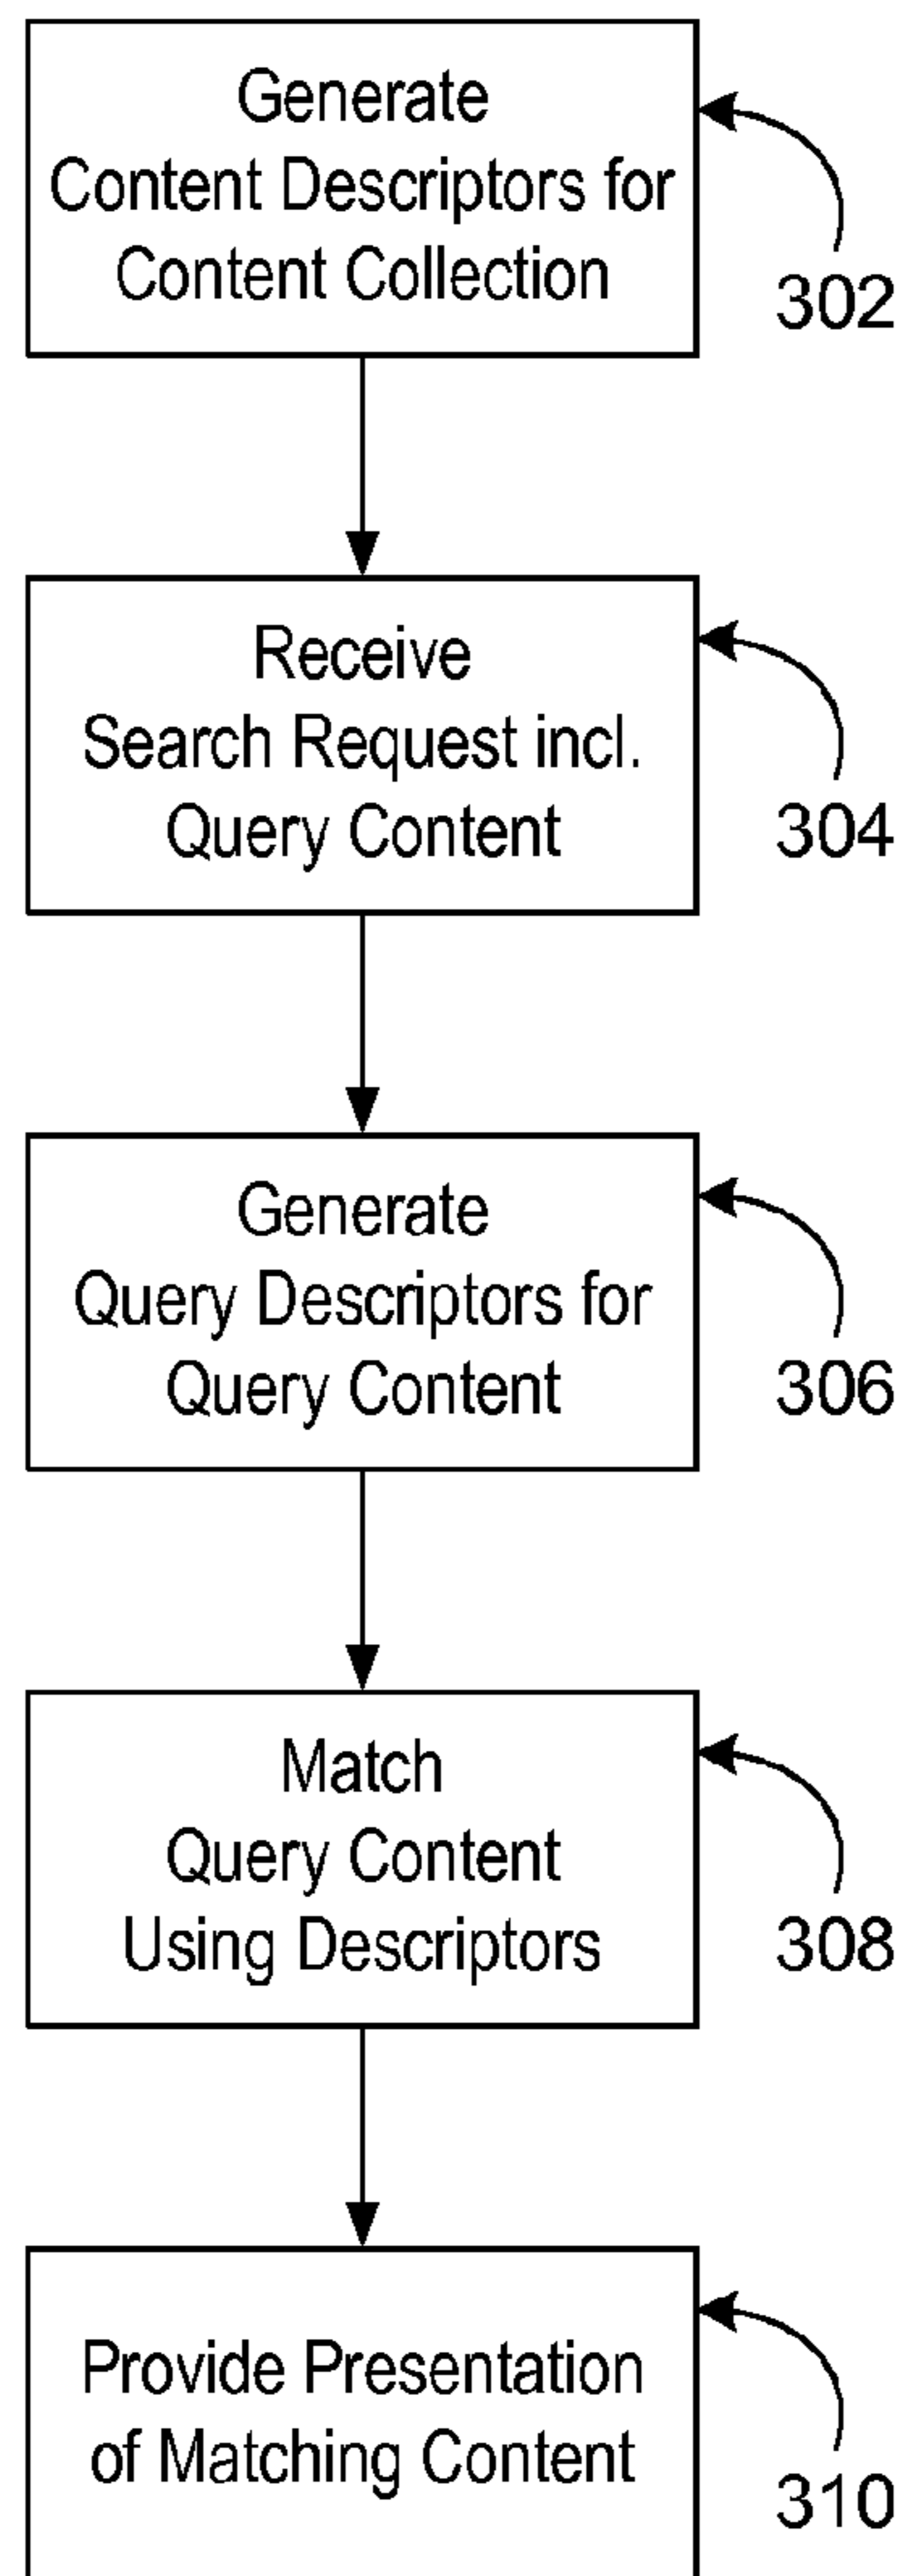 Generate
Content Descriptors for
Content Collection
302
Receive
Search Request incl.
Query Content
304
Generate
Query Descriptors for
Query Content
306
Match
Query Content
Using Descriptors
308
Provide Presentation
of Matching Content
310